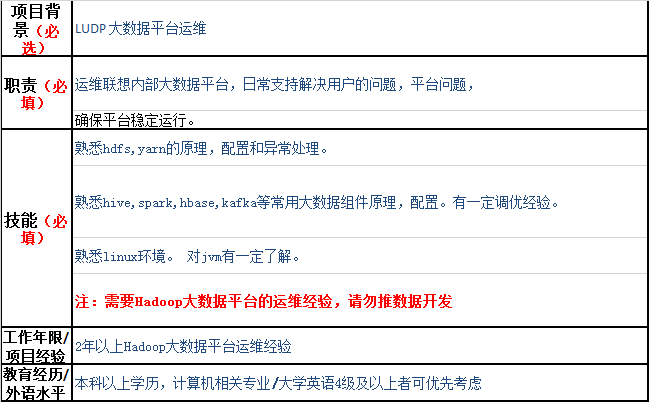 项目背
景（必
选）
LUDP 大数据平台运维
职责（必
填）
运维联想内部大数据平台，日常支持解决用户的问题，平台问题，
确保平台稳定运行。
技能（必
填）
熟悉hdfs,yarn的原理，配置和异常处理。
熟悉hive,spark,hbase,kafka等常用大数据组件原理，配置。有一定调优经验。
熟悉linux环境。 对jvm有一定了解。
注：需要Hadoop大数据平台的运维经验，请勿推数据开发
工作年限/
项目经验
2年以上Hadoop大数据平台运维经验
教育经历/
外语水平
本科以上学历，计算机相关专业/大学英语4级及以上者可优先考虑